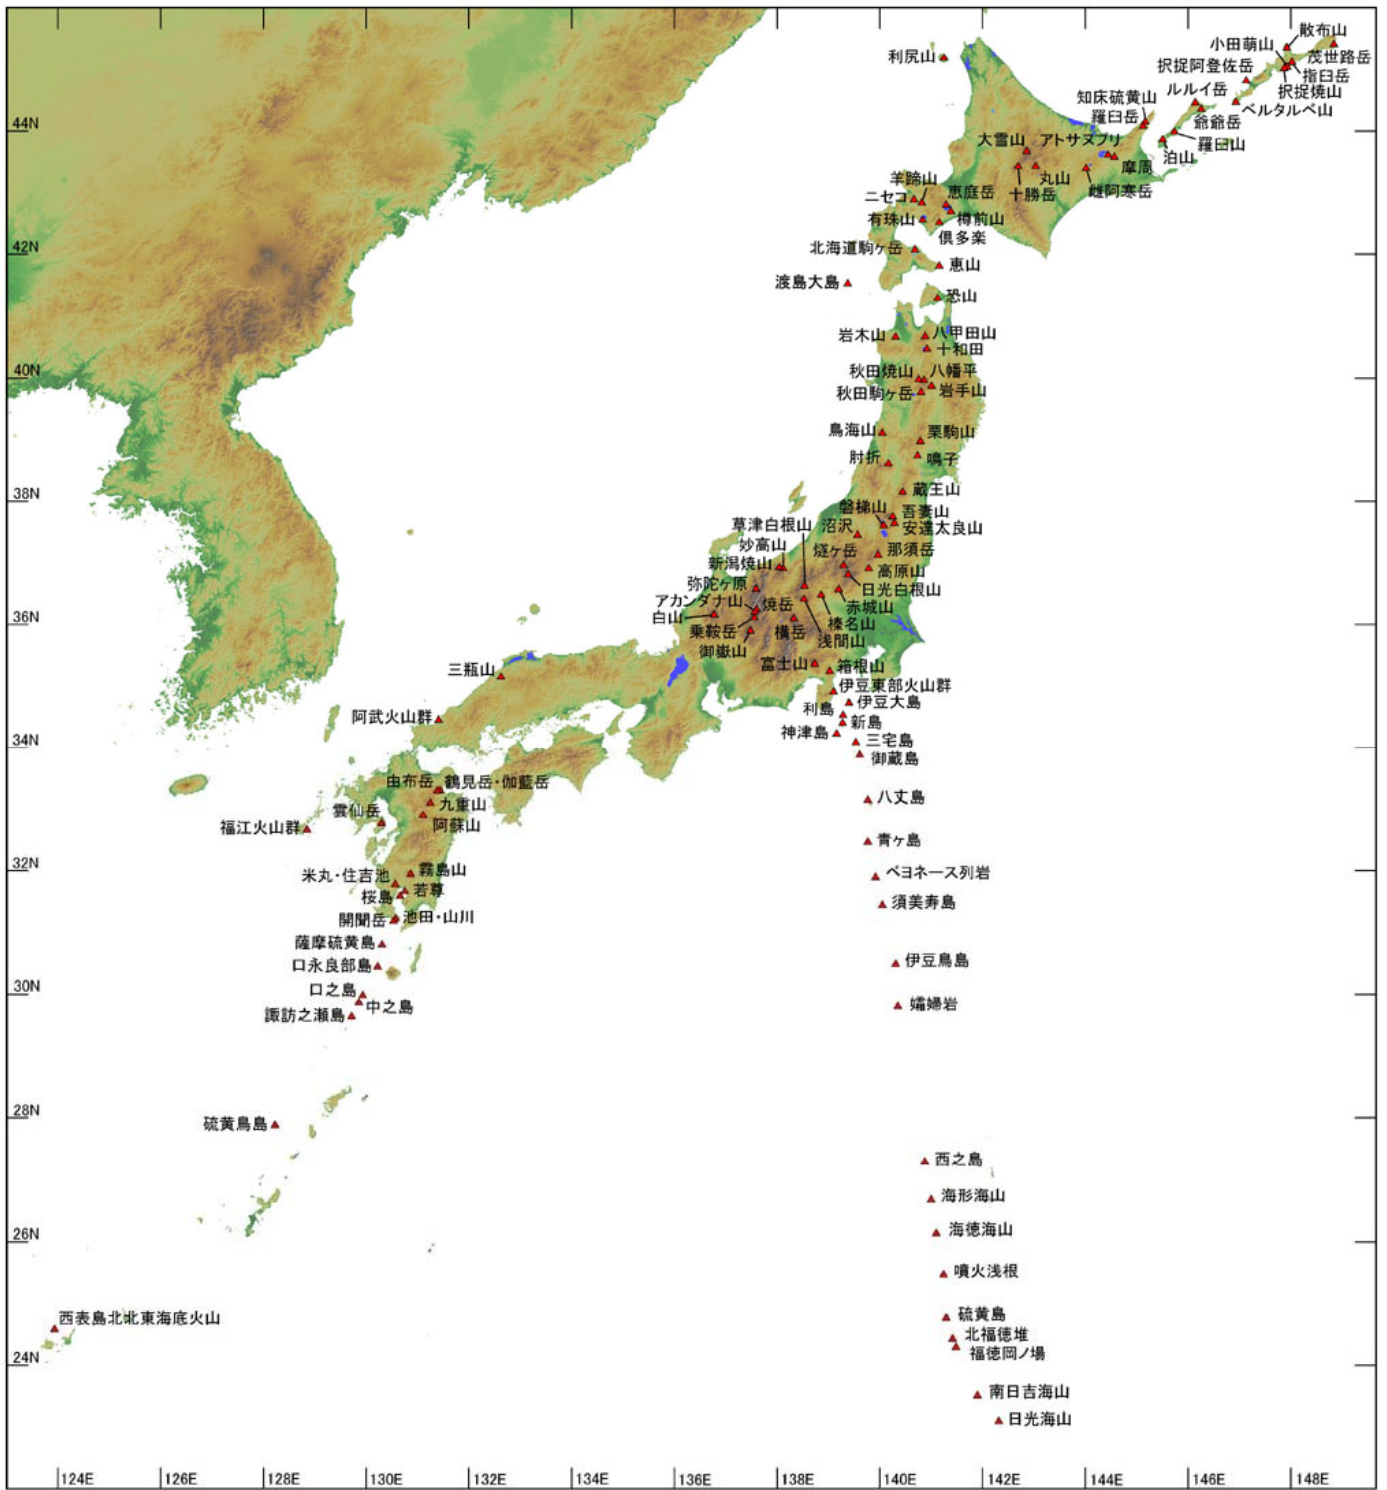 散布山
小田萌山
利尻山
茂世路岳
択捉阿登佐岳
指臼岳
ルルイ岳
択捉焼山
知床硫黄山
ベルタルベ山
羅臼岳
爺爺岳
44N
大雪山
アトサヌプリ
羅臼山
泊山
摩周
羊蹄山
丸山
恵庭岳
雌阿寒岳
十勝岳
ニセコ
有珠山
樽前山
倶多楽
42N
北海道駒ヶ岳
恵山
渡島大島
恐山
岩木山
八甲田山
十和田
40N
秋田焼山
八幡平
秋田駒ヶ岳
岩手山
鳥海山
栗駒山
肘折
鳴子
38N
蔵王山
磐梯山
吾妻山
草津白根山
沼沢
安達太良山
妙高山
燧ヶ岳
那須岳
新潟焼山
高原山
弥陀ヶ原
日光白根山
アカンダナ山
焼岳
赤城山
36N
白山
榛名山
乗鞍岳
横岳
浅間山
御嶽山
富士山
箱根山
三瓶山
伊豆東部火山群
伊豆大島
利島
阿武火山群
新島
神津島
34N
三宅島
御蔵島
由布岳
鶴見岳・伽藍岳
八丈島
九重山
雲仙岳
阿蘇山
福江火山群
青ヶ島
32N
霧島山
ベヨネース列岩
米丸・住吉池
若尊
桜島
須美寿島
池田・山川
開聞岳
薩摩硫黄島
伊豆鳥島
口永良部島
30N
口之島
中之島
孀婦岩
諏訪之瀬島
28N
硫黄鳥島
西之島
海形海山
26N
海徳海山
噴火浅根
西表島北北東海底火山
硫黄島
北福徳堆
24N
福徳岡ノ場
南日吉海山
日光海山
124E
126E
128E
130E
132E
134E
136E
138E
140E
142E
144E
146E
148E